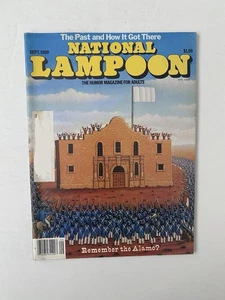 The Past and How It Got There
SEPT. 1980
$1.50
NATIONAL
LAMPOON
THE HUMOR MAGAZINE FOR ADULTS
Remember the Alamo?